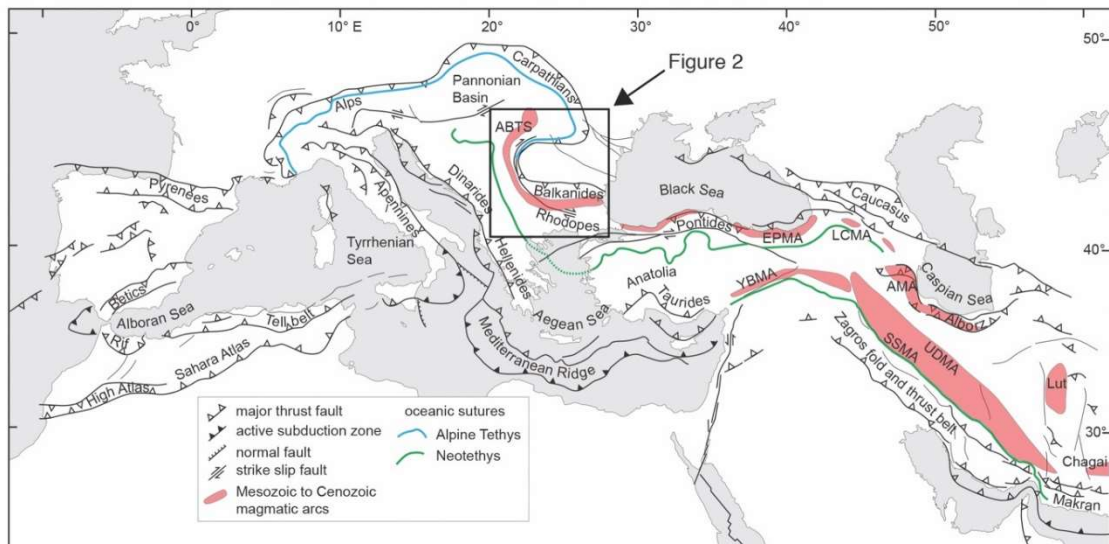 0°
10° E
20°
30°
40°
50°
60°
50°
50°
Figure 2
Carpathians
Pannonian
Basin
Alps
ABTS
Balkanides
Rhodopes
Dinarides
Apennines
Hellenides
Pyrenees
Black Sea
Caucasus
Pontides
EPMA
LCMA
40°
40°
Tyrrhenian
Sea
Anatolia
YBMA
AMA
Caspian Sea
Alborz
Betics
Alboran Sea
Rif
Tell belt
Sahara Atlas
High Atlas
Aegean Sea
Taurides
Mediterranean Ridge
Zagros fold and thrust belt
SSMA
UDMA
Lut
30°
30°
Chagai
Makran
major thrust fault
active subduction zone
normal fault
strike slip fault
Mesozoic to Cenozoic
magmatic arcs
oceanic sutures
Alpine Tethys
Neotethys